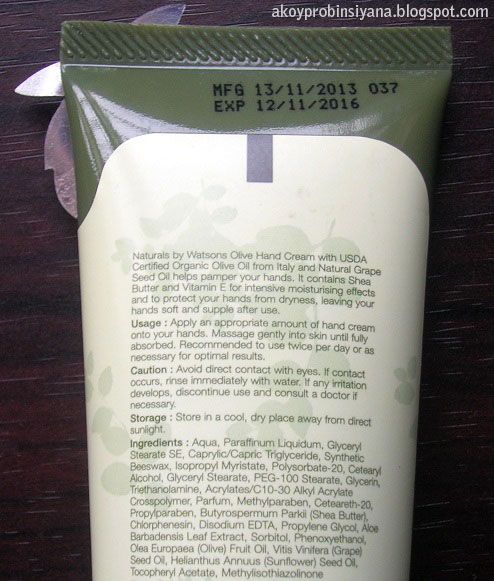 akoyprobinsiyana.blogspot.com
MFG 13/11/2013 037
EXP 12/11/2016
Naturals by Watsons Olive Hand Cream with USDA
Certified Organic Olive Oil from Italy and Natural Grape
Seed Oil helps pamper your hands. It contains Shea
Butter and Vitamin E for intensive moisturising effects
and to protect your hands from dryness, leaving your
hands soft and supple after use.
Usage : Apply an appropriate amount of hand cream
onto your hands. Massage gently into skin until fully
absorbed. Recommended to use twice per day or as
necessary for optimal results.
Caution : Avoid direct contact with eyes. If contact
occurs, rinse immediately with water. If any irritation
develops, discontinue use and consult a doctor if
necessary.
Storage : Store in a cool, dry place away from direct
sunlight.
Ingredients : Aqua, Paraffinum Liquidum, Glyceryl
Stearate SE, Caprylic/Capric Triglyceride, Synthetic
Beeswax, Isopropyl Myristate, Polysorbate-20, Cetearyl
Alcohol, Glyceryl Stearate, PEG-100 Stearate, Glycerin,
Triethanolamine, Acrylates/C10-30 Alkyl Acrylate
Crosspolymer, Parfum, Methylparaben, Ceteareth-20,
Propylparaben, Butyrospermum Parkii (Shea Butter),
Chlorphenesin, Disodium EDTA, Propylene Glycol, Aloe
Barbadensis Leaf Extract, Sorbitol, Phenoxyethanol,
Olea Europaea (Olive) Fruit Oil, Vitis Vinifera (Grape)
Seed Oil, Helianthus Annuus (Sunflower) Seed Oil,
Tocopheryl Acetate, Methylisothiazolinone